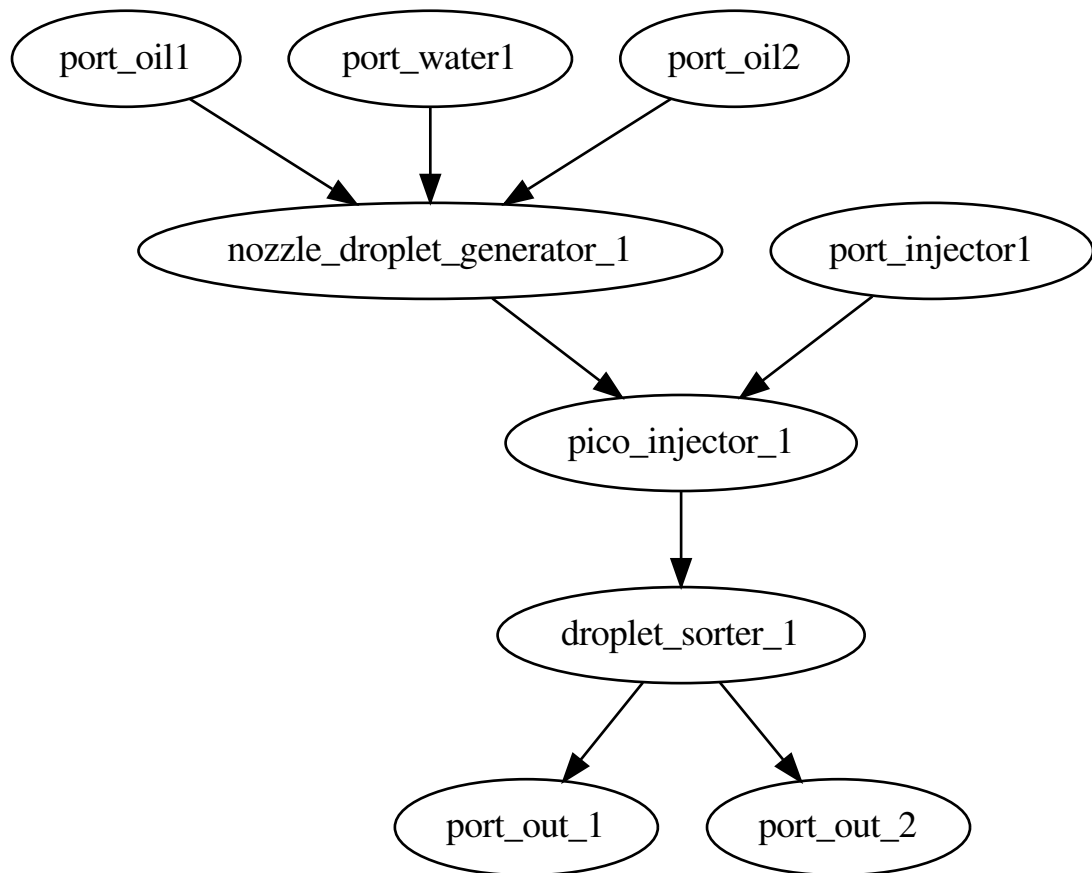 port_oil1
port_water1
port_oil2
nozzle_droplet_generator_1
port_injector1
pico_injector_1
droplet_sorter_1
port_out_1
port_out_2